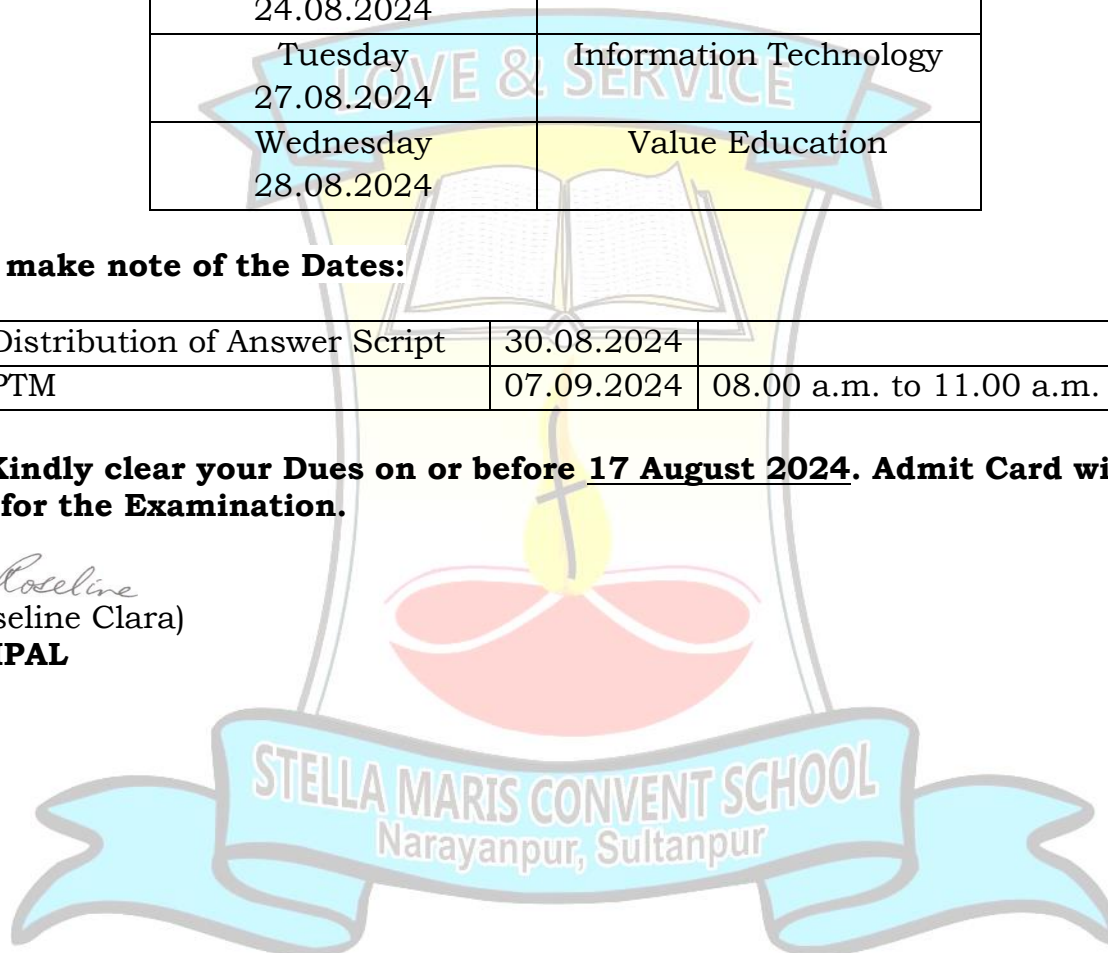 24.08.2024
Tuesday Information Technology
27.08.2024
Wednesday Value Education
28.08.2024
make note of the Dates:
Distribution of Answer Script 30.08.2024
PTM 07.09.2024 08.00 a.m. to 11.00 a.m.
Kindly clear your Dues on or before 17 August 2024. Admit Card wi
for the Examination.
Roseline
seline Clara)
IPAL
LOVE & SERVICE
STELLA MARIS CONVENT SCHOOL
Narayanpur, Sultanpur